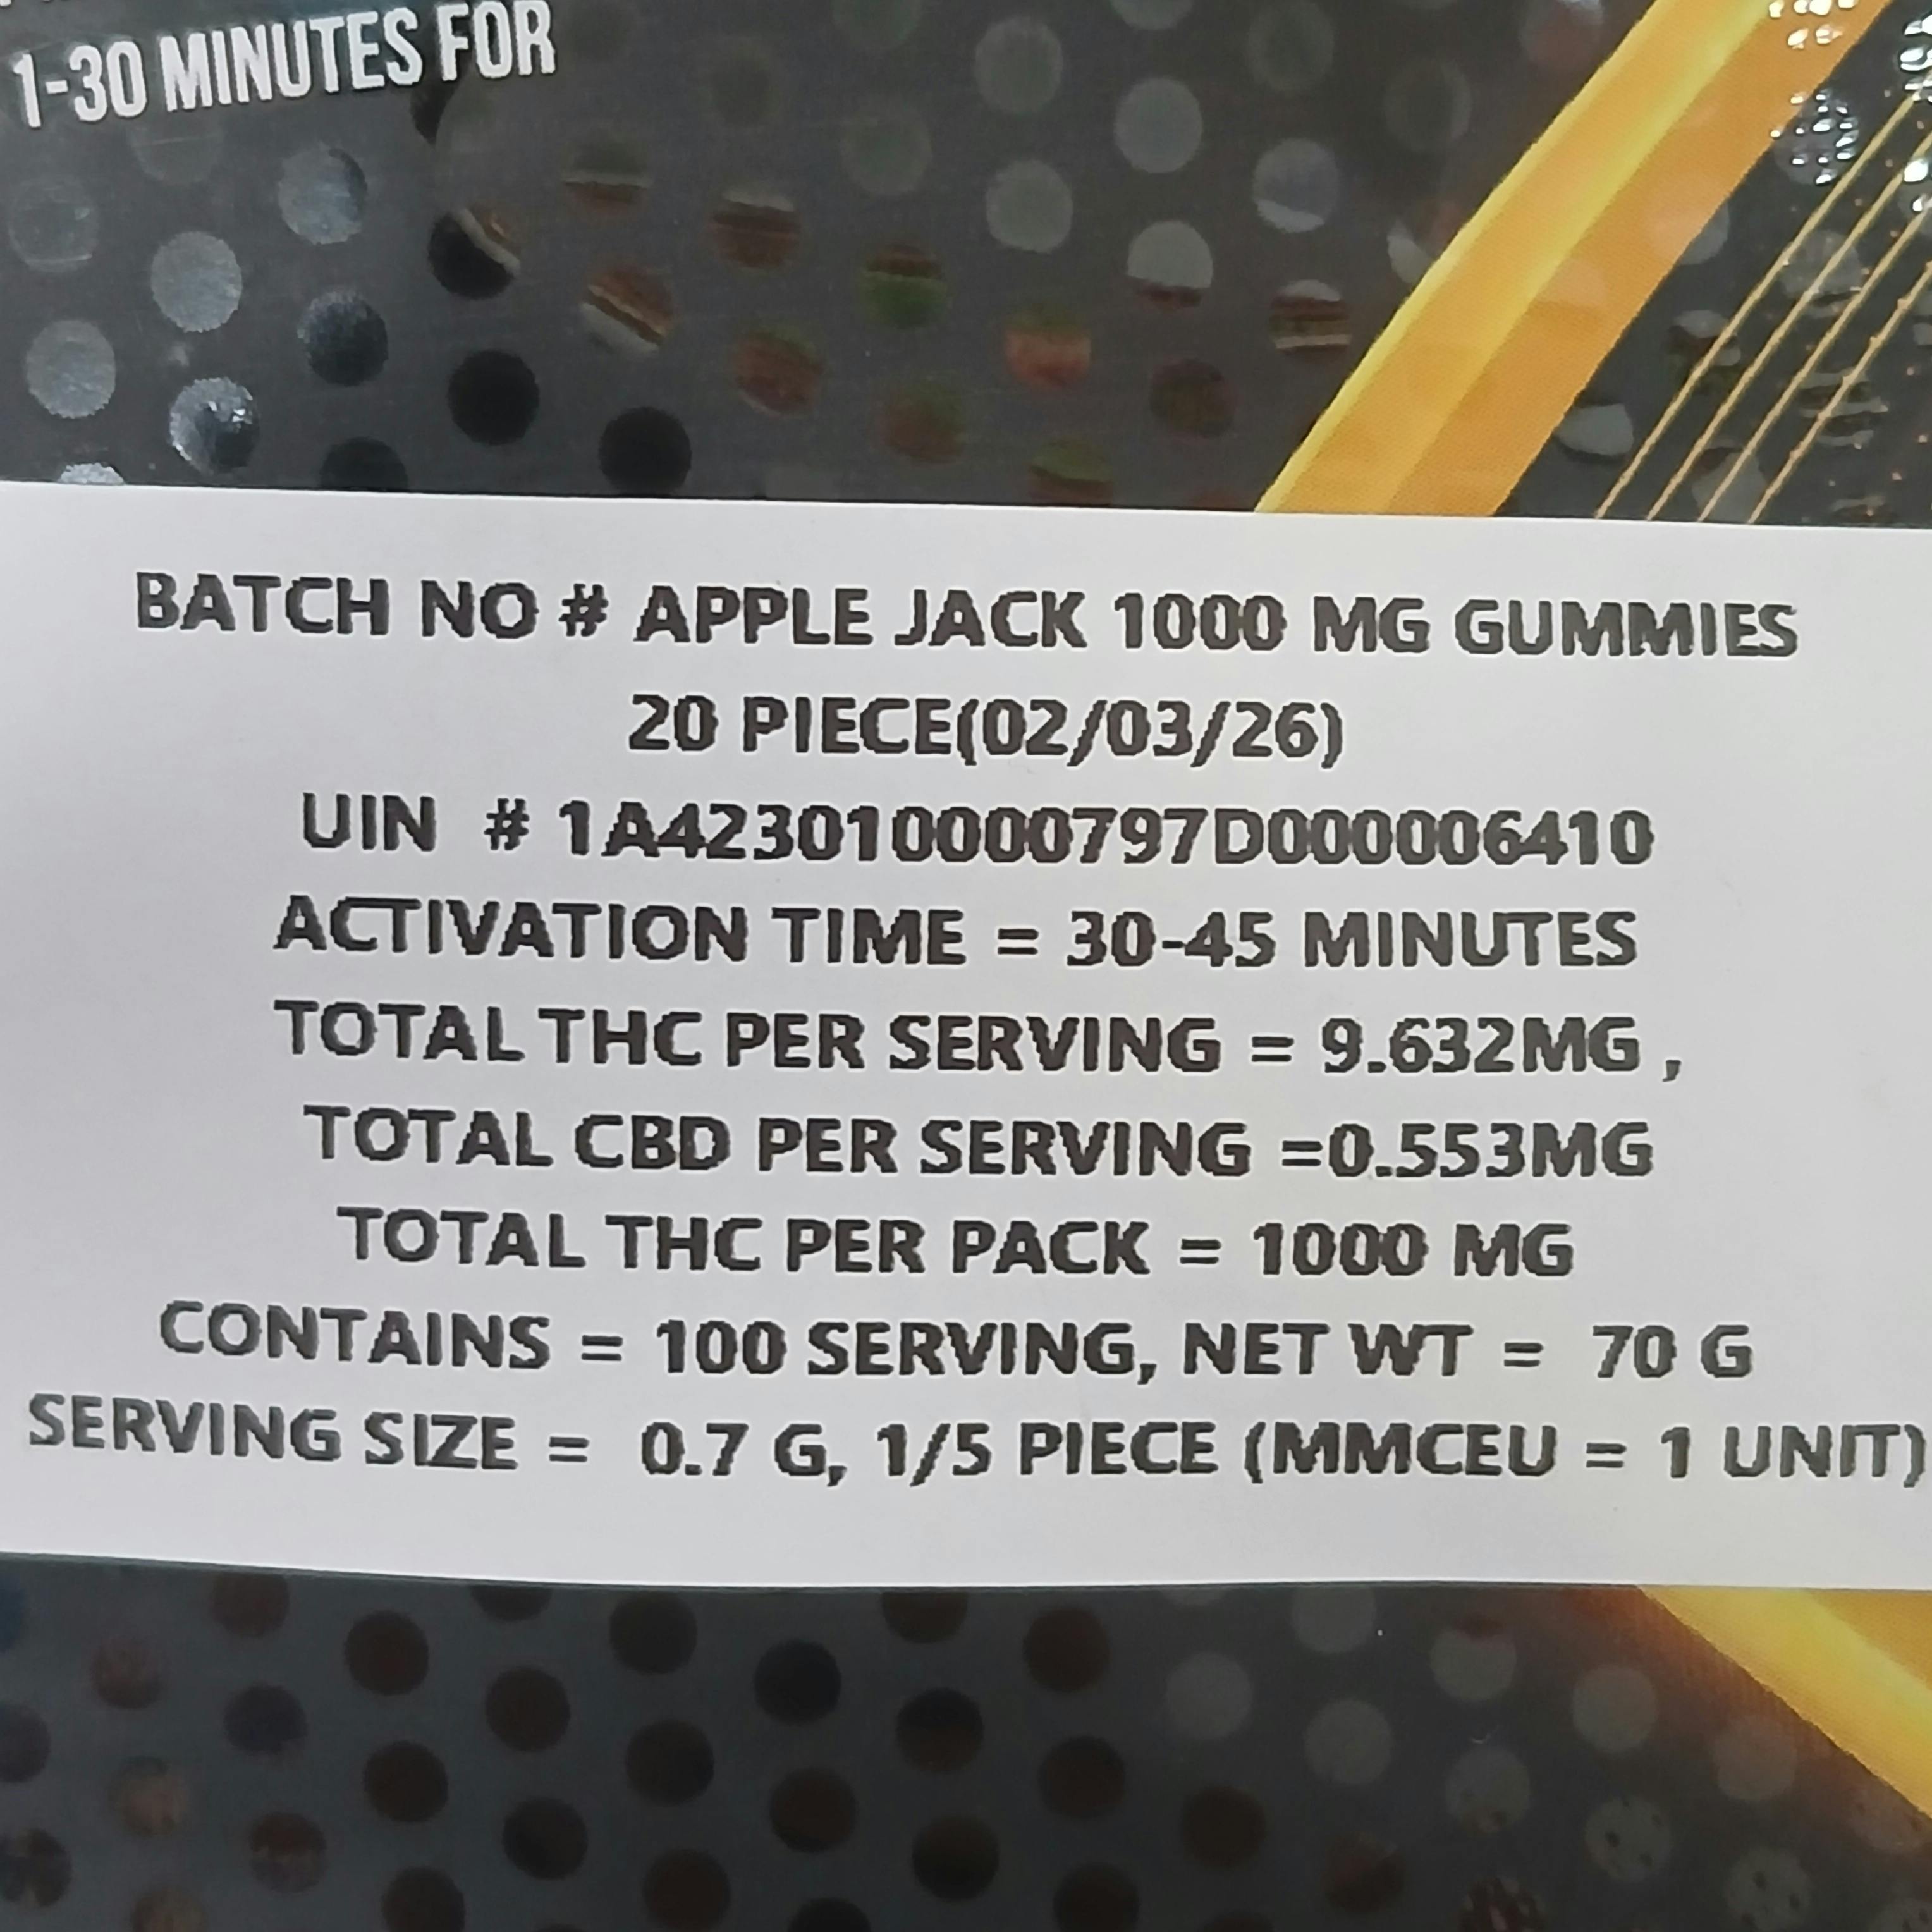 1-30 MINUTES FOR
BATCH NO # APPLE JACK 1000 MG GUMMIES
20 PIECE(02/03/26)
UIN # 1A423010000797D000006410
ACTIVATION TIME = 30-45 MINUTES
TOTAL THC PER SERVING = 9.632MG ,
TOTAL CBD PER SERVING =0.553MG
TOTAL THC PER PACK = 1000 MG
CONTAINS = 100 SERVING, NET WT = 70 G
SERVING SIZE = 0.7 G, 1/5 PIECE (MMCEU = 1 UNIT)